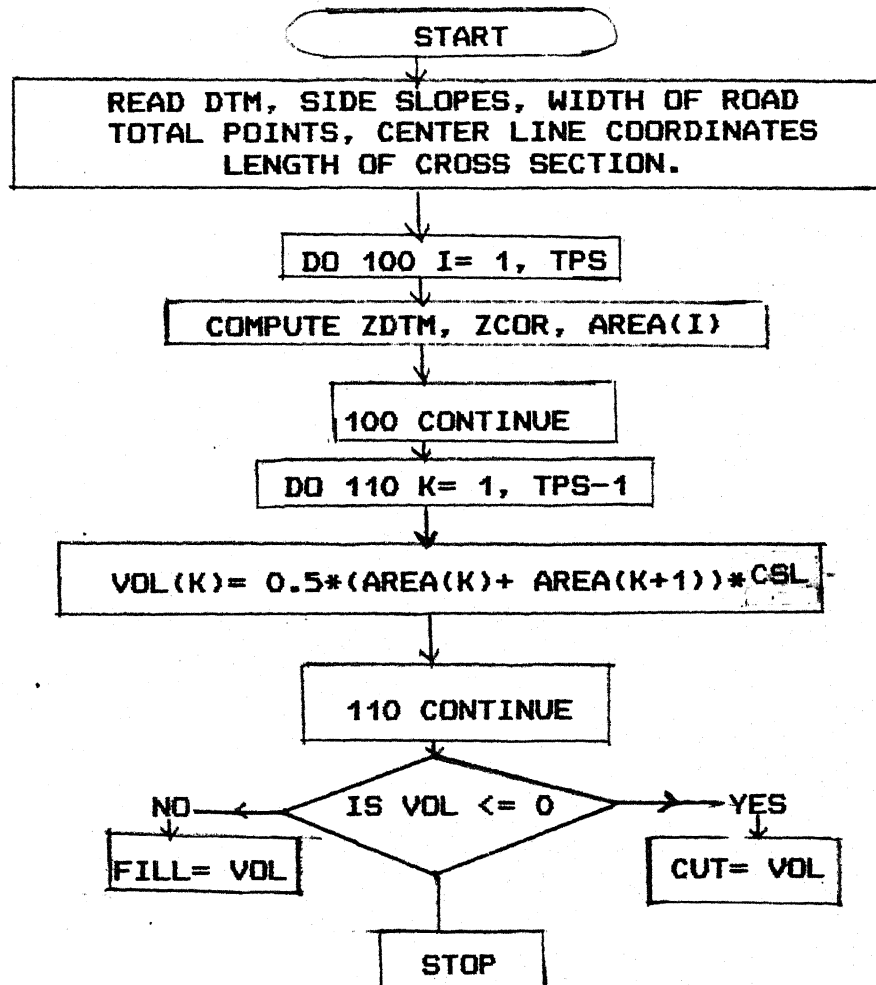 START
READ DTM, SIDE SLOPES, WIDTH OF ROAD
TOTAL POINTS, CENTER LINE COORDINATES
LENGTH OF CROSS SECTION.
DO 100 I= 1, TPS
COMPUTE ZDTM, ZCOR, AREA(I)
100 CONTINUE
DO 110 K= 1, TPS-1
VOL(K)= 0.5*(AREA(K)+ AREA(K+1))*CSL
110 CONTINUE
IS VOL <= 0
NO
YES
FILL= VOL
CUT= VOL
STOP